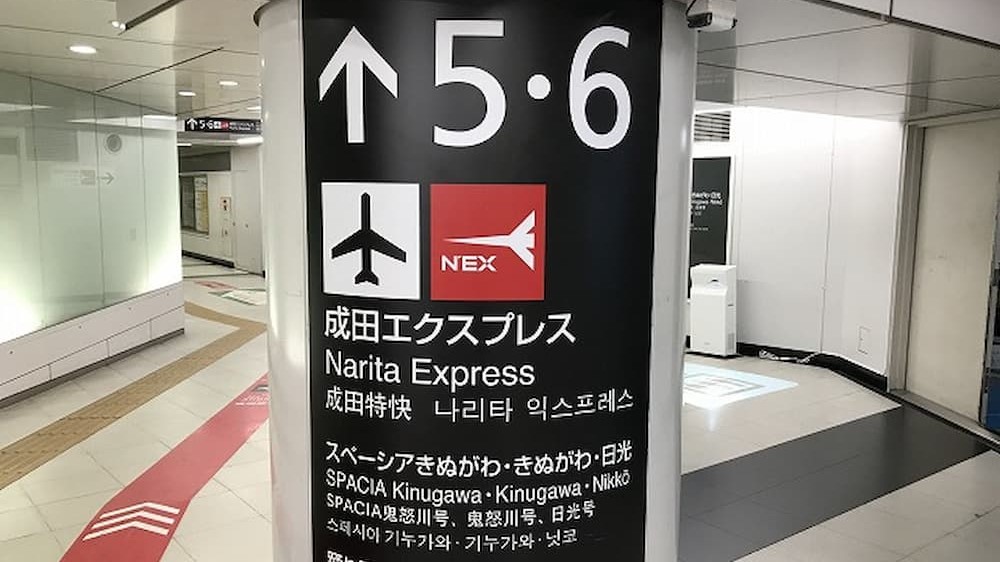 ↑ 5・6
N'EX
成田エクスプレス
Narita Express
成田特快 나리타 익스프레스
スペーシアきぬがわ・きぬがわ・日光
SPACIA Kinugawa・Kinugawa・Nikkō
SPACIA鬼怒川号、鬼怒川号、日光号
스페시아 기누가와・기누가와・닛코
5・6